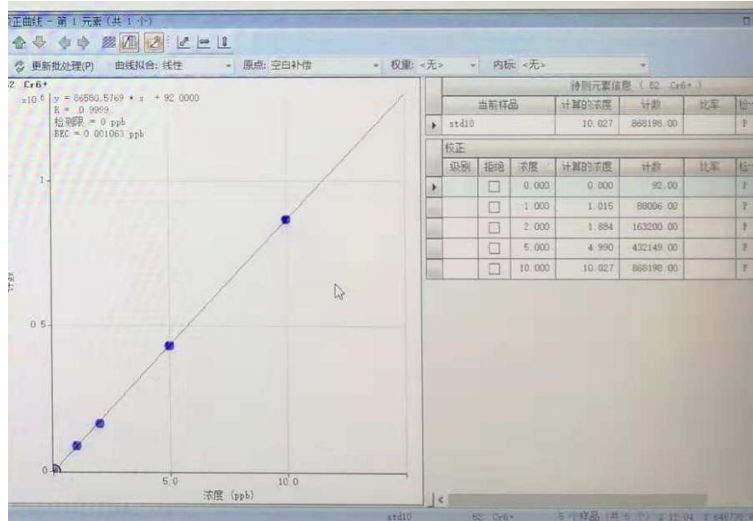 正曲线 - 第 1 元素 (共 1 个)
更新批处理(P) 曲线拟合: 线性 原点: 空白补偿 权重: <无> 内标: <无>
52 Cr6+
x10 6 y = 86580.5769 * x + 92.0000
R = 0.9999
检测限 = 0 ppb
BEC = 0.001063 ppb
1
0.5
0
5.0 10.0
浓度 (ppb)
待测元素信息 ( 52 Cr6+ )
当前样品 计算的浓度 计数 比率
std10 10.027 868198.00 P
校正
级别 拒绝 浓度 计算的浓度 计数 比率
0.000 0.000 92.00 P
1.000 1.015 88006.00 P
2.000 1.884 163200.00 P
5.000 4.990 432149.00 P
10.000 10.027 868198.00 P
std10 52 Cr6+